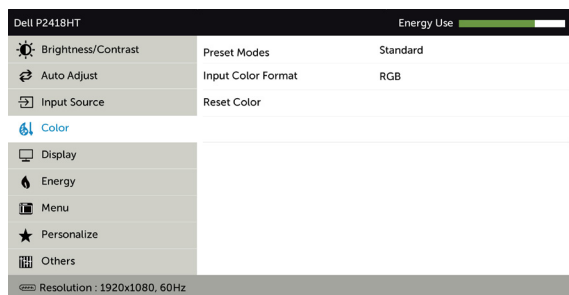 Dell P2418HT Energy Use
Brightness/Contrast
Auto Adjust
Input Source
Color
Display
Energy
Menu
Personalize
Others
Preset Modes Standard
Input Color Format RGB
Reset Color
Resolution : 1920x1080, 60Hz